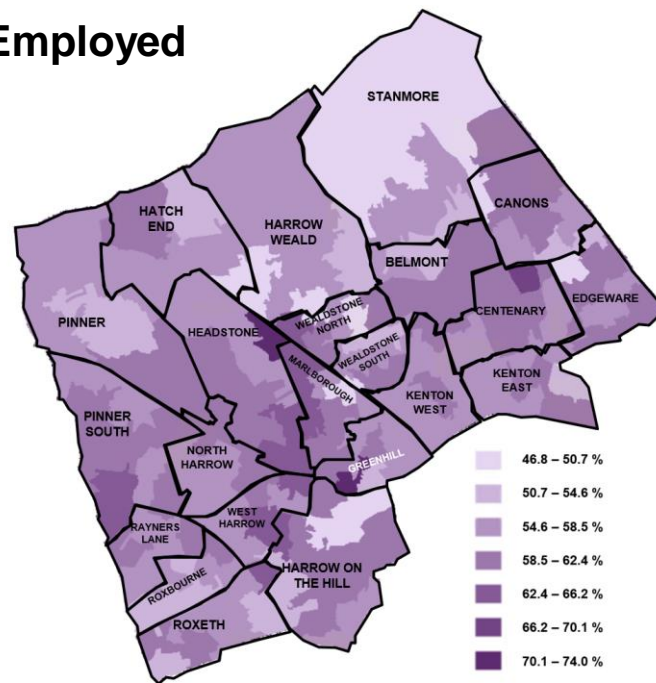 Employed
STANMORE
CANONS
HATCH
END
HARROW
WEALD
BELMONT
EDGEWARE
CENTENARY
PINNER
HEADSTONE
WEALDSTONE
NORTH
WEALDSTONE
SOUTH
MARLBOROUGH
KENTON
EAST
KENTON
WEST
PINNER
SOUTH
NORTH
HARROW
GREENHILL
WEST
HARROW
RAYNERS
LANE
HARROW ON
THE HILL
ROXBOURNE
ROXETH
46.8 – 50.7 %
50.7 – 54.6 %
54.6 – 58.5 %
58.5 – 62.4 %
62.4 – 66.2 %
66.2 – 70.1 %
70.1 – 74.0 %